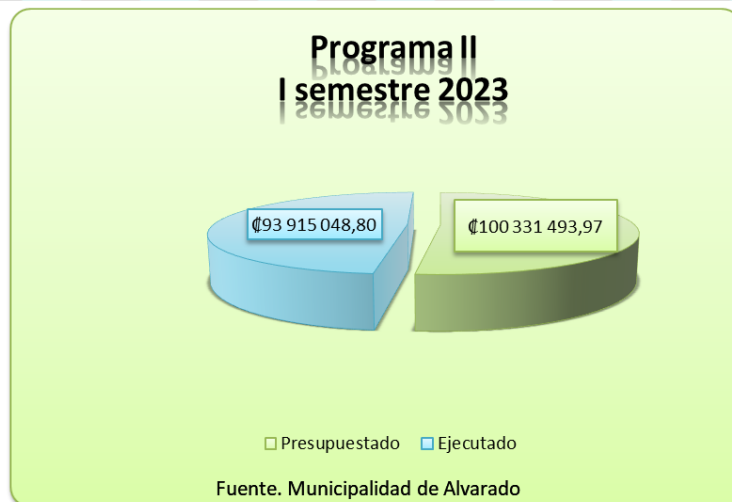 Programa II
I semestre 2023
₡93 915 048,80
₡100 331 493,97
Presupuestado
Ejecutado
Fuente. Municipalidad de Alvarado